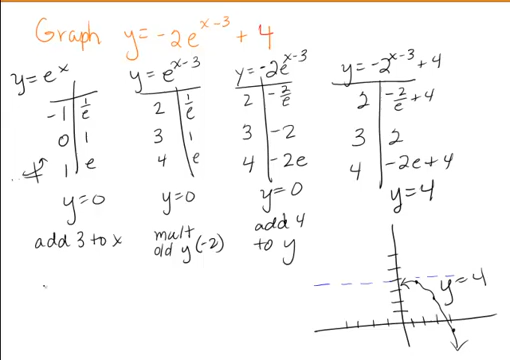 Graph y = -2e^{x-3} + 4
y = e^x
-1 | 1/e
0 | 1
1 | e
y = 0
add 3 to x
y = e^{x-3}
2 | 1/e
3 | 1
4 | e
y = 0
mult
old y (-2)
y = -2e^{x-3}
2 | -2/e
3 | -2
4 | -2e
y = 0
add 4
to y
y = -2^{x-3} + 4
2 | -2/e + 4
3 | 2
4 | -2e + 4
y = 4
y = 4